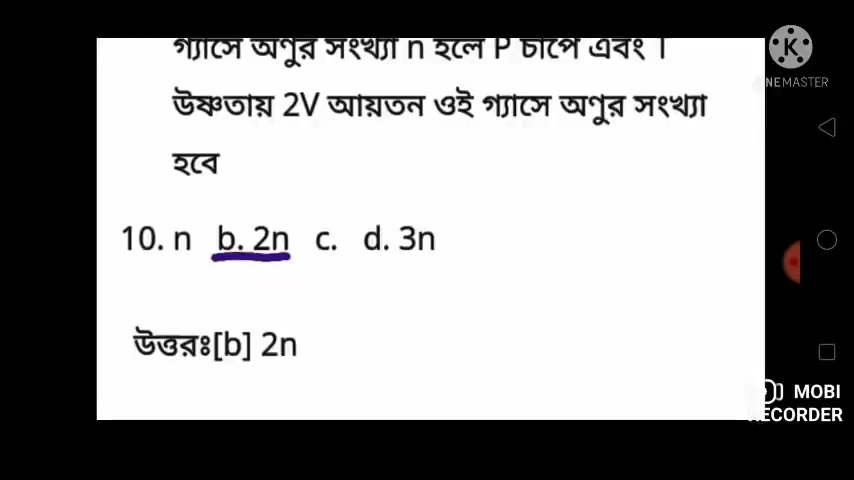 গ্যাসে অণুর সংখ্যা n হলে P চাপে এবং T
উষ্ণতায় 2V আয়তন ওই গ্যাসে অণুর সংখ্যা
হবে
10. n b. 2n c. d. 3n
উত্তরঃ[b] 2n
K
NEMASTER
MOBI
RECORDER